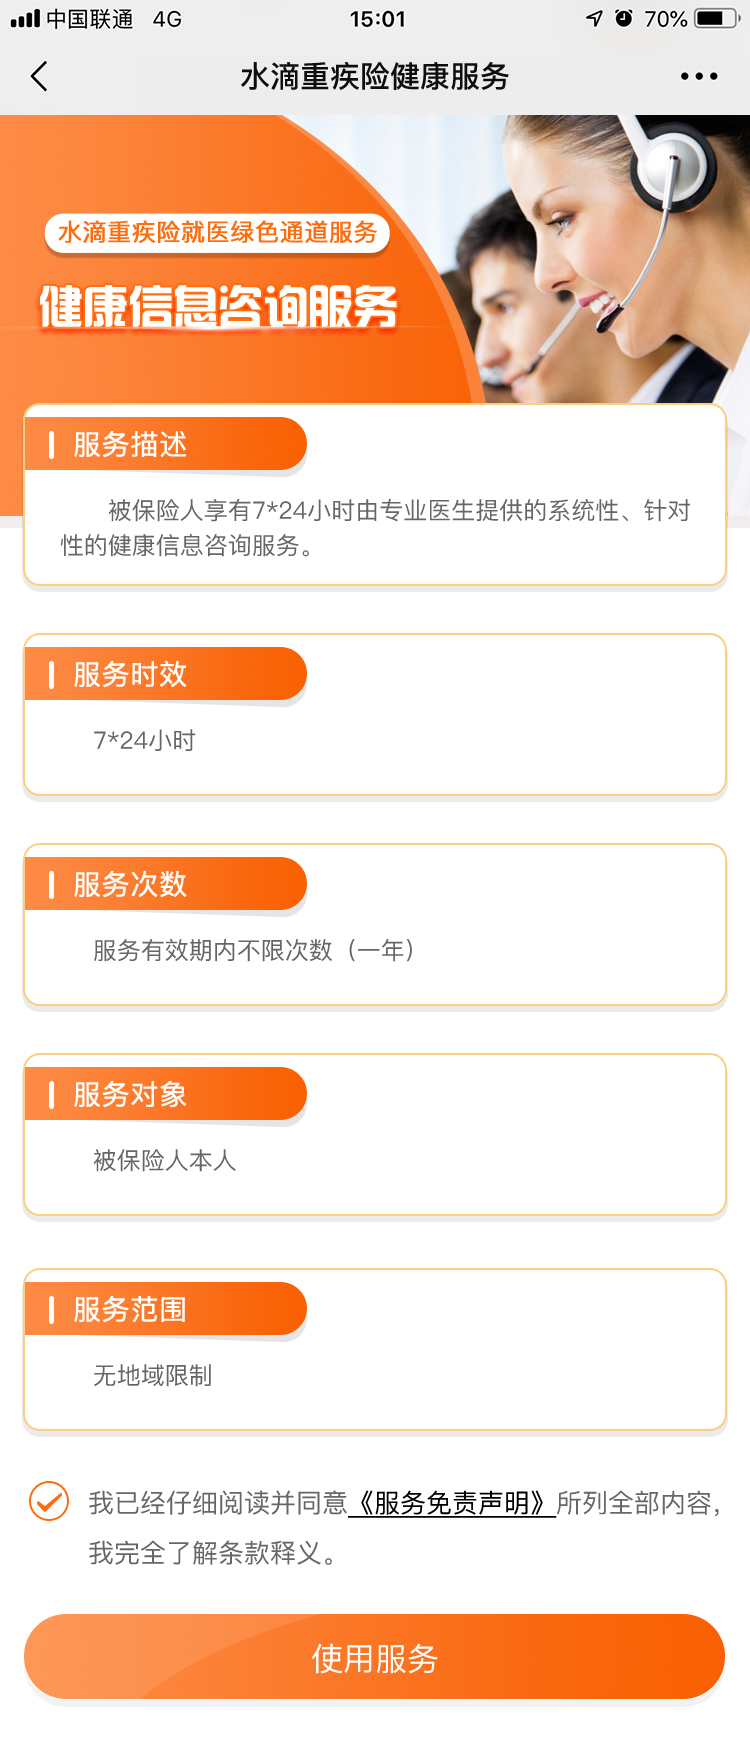 中国联通 4G 15:01 70%
水滴重疾险健康服务
水滴重疾险就医绿色通道服务
健康信息咨询服务
服务描述
被保险人享有7*24小时由专业医生提供的系统性、针对
性的健康信息咨询服务。
服务时效
7*24小时
服务次数
服务有效期内不限次数（一年）
服务对象
被保险人本人
服务范围
无地域限制
我已经仔细阅读并同意《服务免责声明》所列全部内容，
我完全了解条款释义。
使用服务